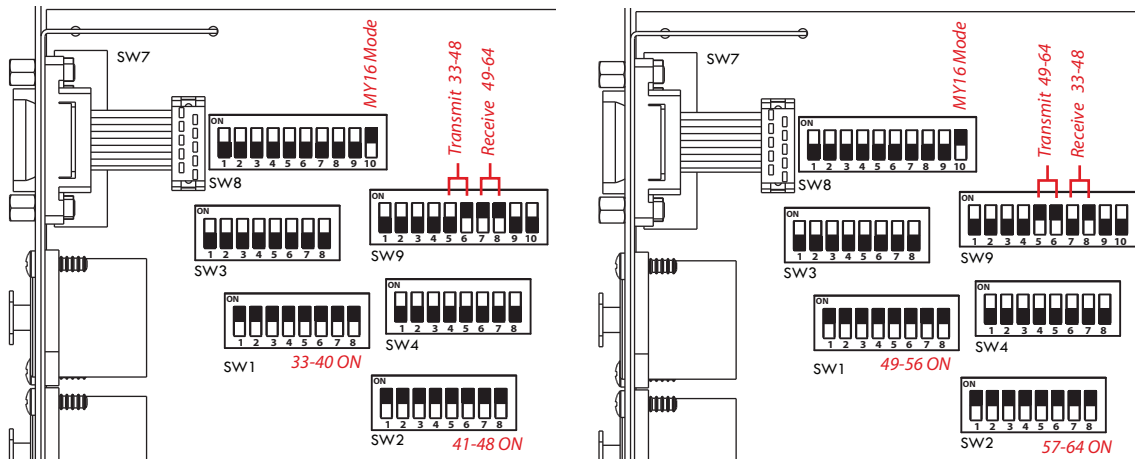 SW7
MY16 Mode
Transmit 33-48
Receive 49-64
ON
1 2 3 4 5 6 7 8 9 10
SW8
ON
1 2 3 4 5 6 7 8 9 10
SW9
ON
1 2 3 4 5 6 7 8
SW3
ON
1 2 3 4 5 6 7 8
SW4
ON
1 2 3 4 5 6 7 8
SW1
33-40 ON
ON
1 2 3 4 5 6 7 8
SW2
41-48 ON
SW7
MY16 Mode
Transmit 49-64
Receive 33-48
ON
1 2 3 4 5 6 7 8 9 10
SW8
ON
1 2 3 4 5 6 7 8 9 10
SW9
ON
1 2 3 4 5 6 7 8
SW3
ON
1 2 3 4 5 6 7 8
SW4
ON
1 2 3 4 5 6 7 8
SW1
49-56 ON
ON
1 2 3 4 5 6 7 8
SW2
57-64 ON